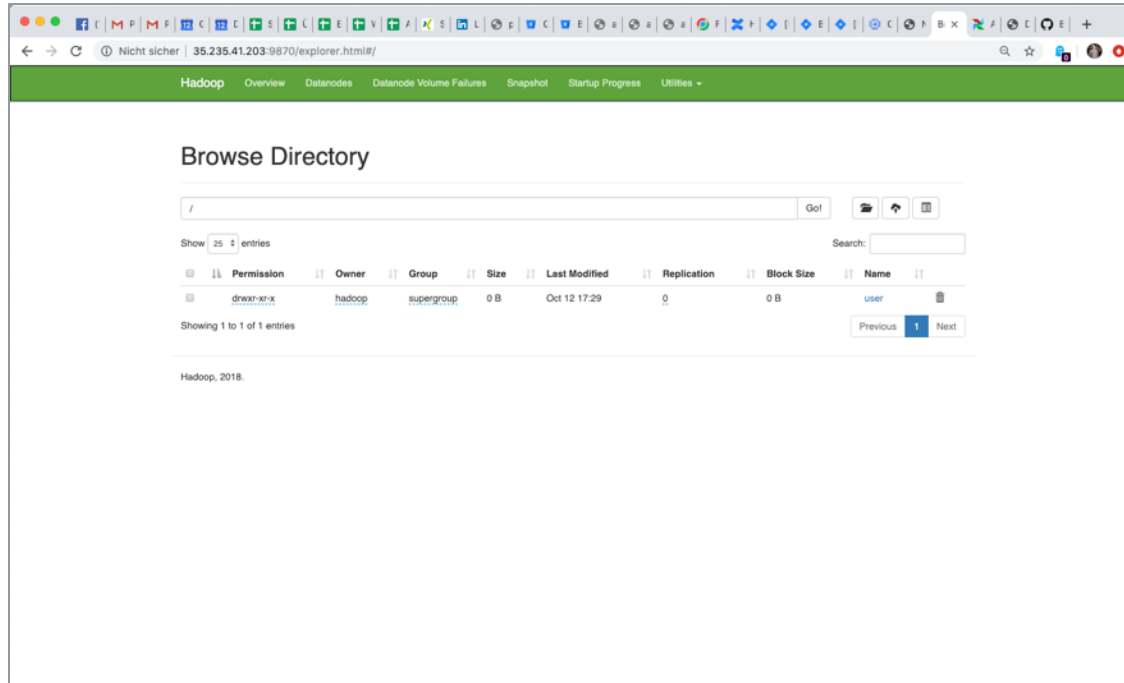 Nicht sicher | 35.235.41.203:9870/explorer.html#/
Hadoop Overview Datanodes Datanode Volume Failures Snapshot Startup Progress Utilities
Browse Directory
/ Go!
Show 25 entries Search:
Permission Owner Group Size Last Modified Replication Block Size Name
drwxr-xr-x hadoop supergroup 0 B Oct 12 17:29 0 0 B user
Showing 1 to 1 of 1 entries Previous 1 Next
Hadoop, 2018.